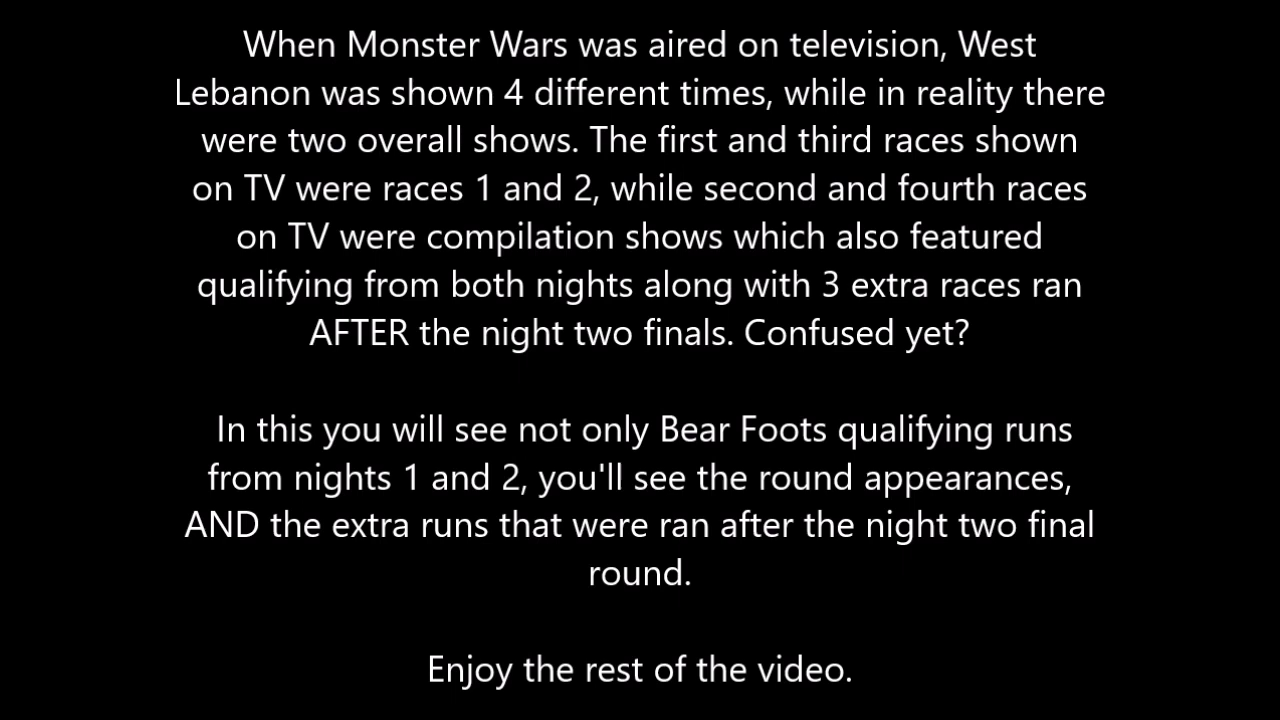 When Monster Wars was aired on television, West
Lebanon was shown 4 different times, while in reality there
were two overall shows. The first and third races shown
on TV were races 1 and 2, while second and fourth races
on TV were compilation shows which also featured
qualifying from both nights along with 3 extra races ran
AFTER the night two finals. Confused yet?
In this you will see not only Bear Foots qualifying runs
from nights 1 and 2, you'll see the round appearances,
AND the extra runs that were ran after the night two final
round.
Enjoy the rest of the video.